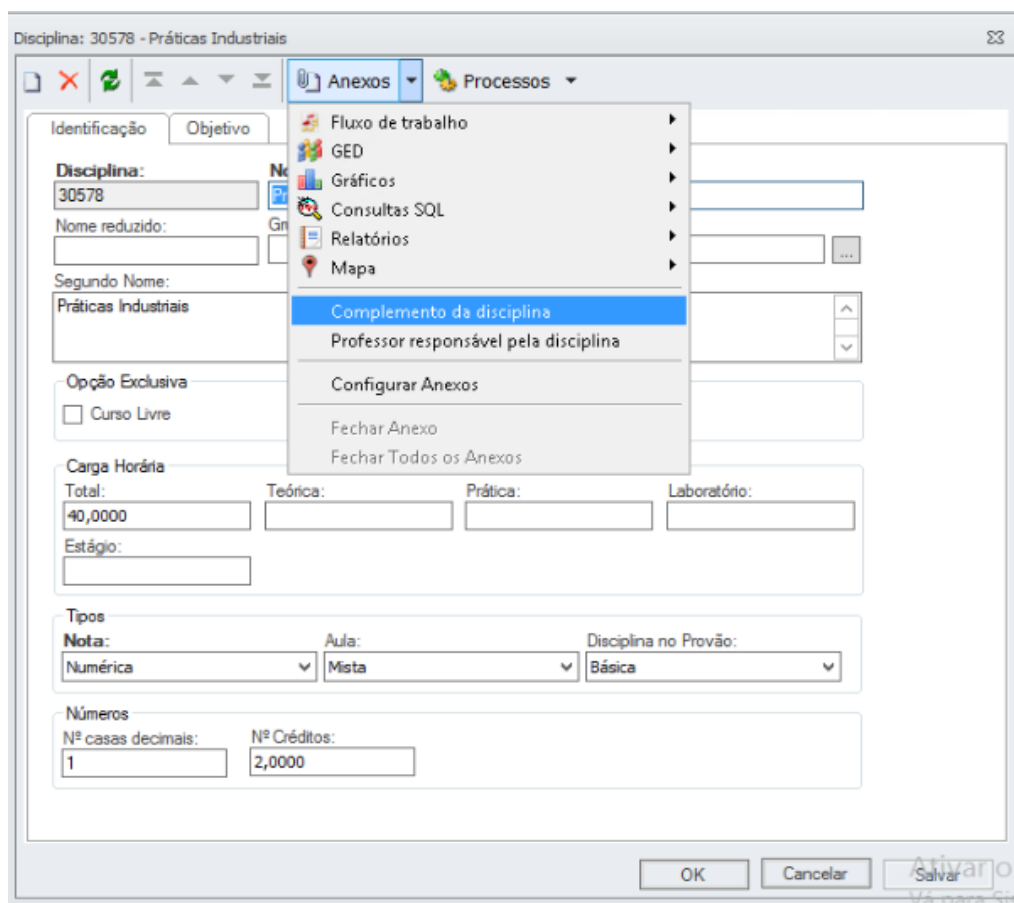 Disciplina: 30578 - Práticas Industriais
Anexos Processos
Identificação Objetivo
Fluxo de trabalho
GED
Gráficos
Consultas SQL
Relatórios
Mapa
Complemento da disciplina
Professor responsável pela disciplina
Configurar Anexos
Fechar Anexo
Fechar Todos os Anexos
Disciplina:
30578
Nome reduzido:
Segundo Nome:
Práticas Industriais
Opção Exclusiva
Curso Livre
Carga Horária
Total: Teórica: Prática: Laboratório:
40,0000
Estágio:
Tipos
Nota: Aula: Disciplina no Provão:
Numérica Mista Básica
Números
Nº casas decimais: Nº Créditos:
1 2,0000
OK Cancelar Salvar